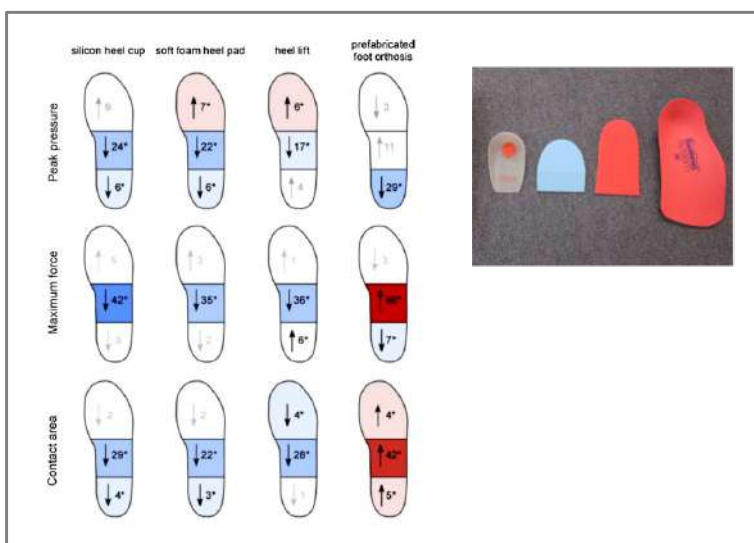 silicon heel cup soft foam heel pad heel lift prefabricated foot orthosis
Peak pressure
9 7* 6* 3
24* 22* 17* 11
6* 6* 4 29*
Maximum force
5 3 1 3
42* 35* 36*
3 2 6* 7*
Contact area
2 2 4* 4*
29* 22* 28* 42*
4* 3* 1 5*